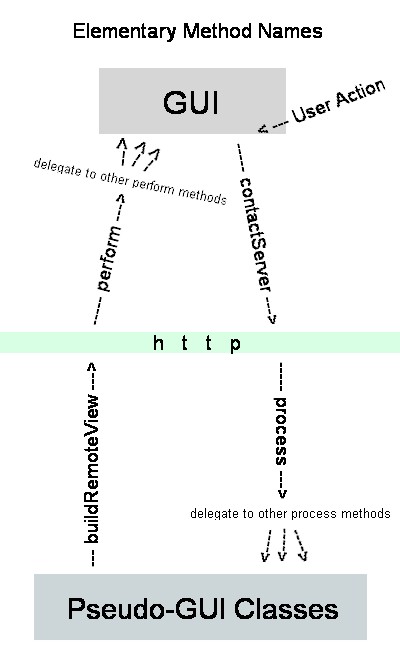 Elementary Method Names
GUI
<--- User Action
delegate to other perform methods
----- perform ---->
---- contactServer ---->
h t t p
--- buildRemoteView --->
---- process --->
delegate to other process methods
Pseudo-GUI Classes